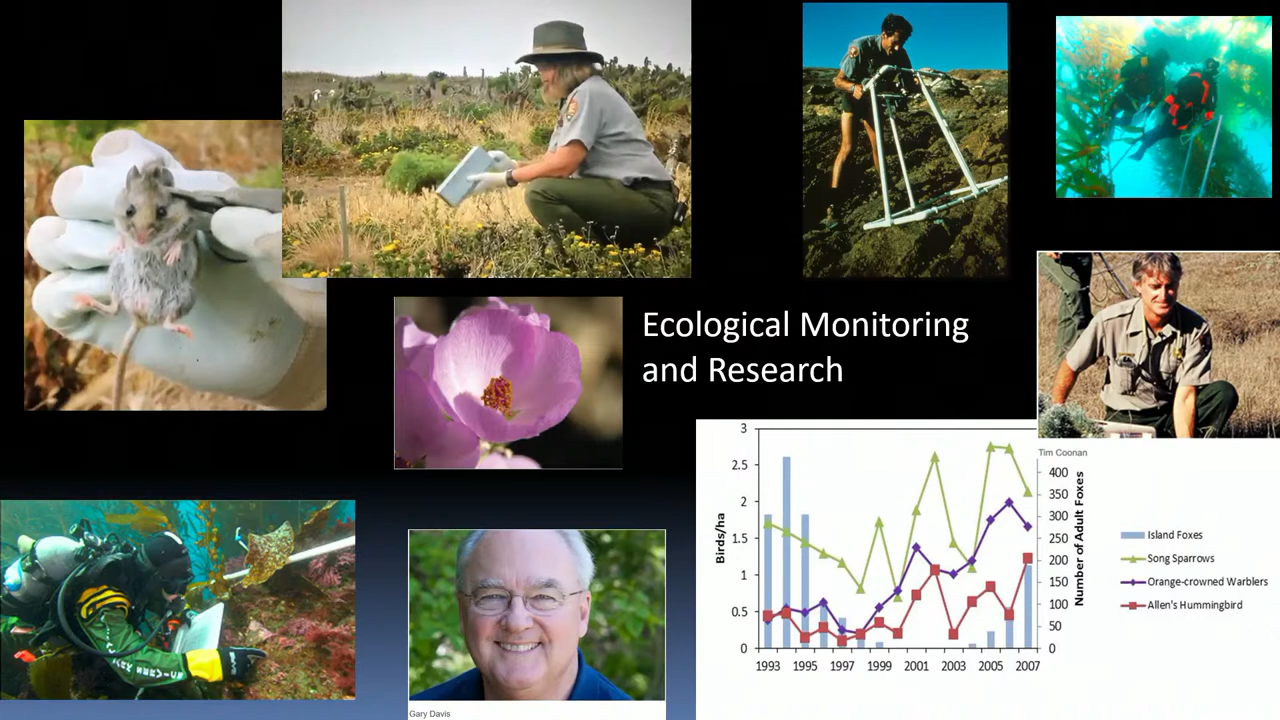 Ecological Monitoring
and Research
Tim Coonan
Gary Davis
3
2.5
2
1.5
1
0.5
0
Birds/ha
1993 1995 1997 1999 2001 2003 2005 2007
400
350
300
250
200
150
100
50
0
Number of Adult Foxes
Island Foxes
Song Sparrows
Orange-crowned Warblers
Allen's Hummingbird